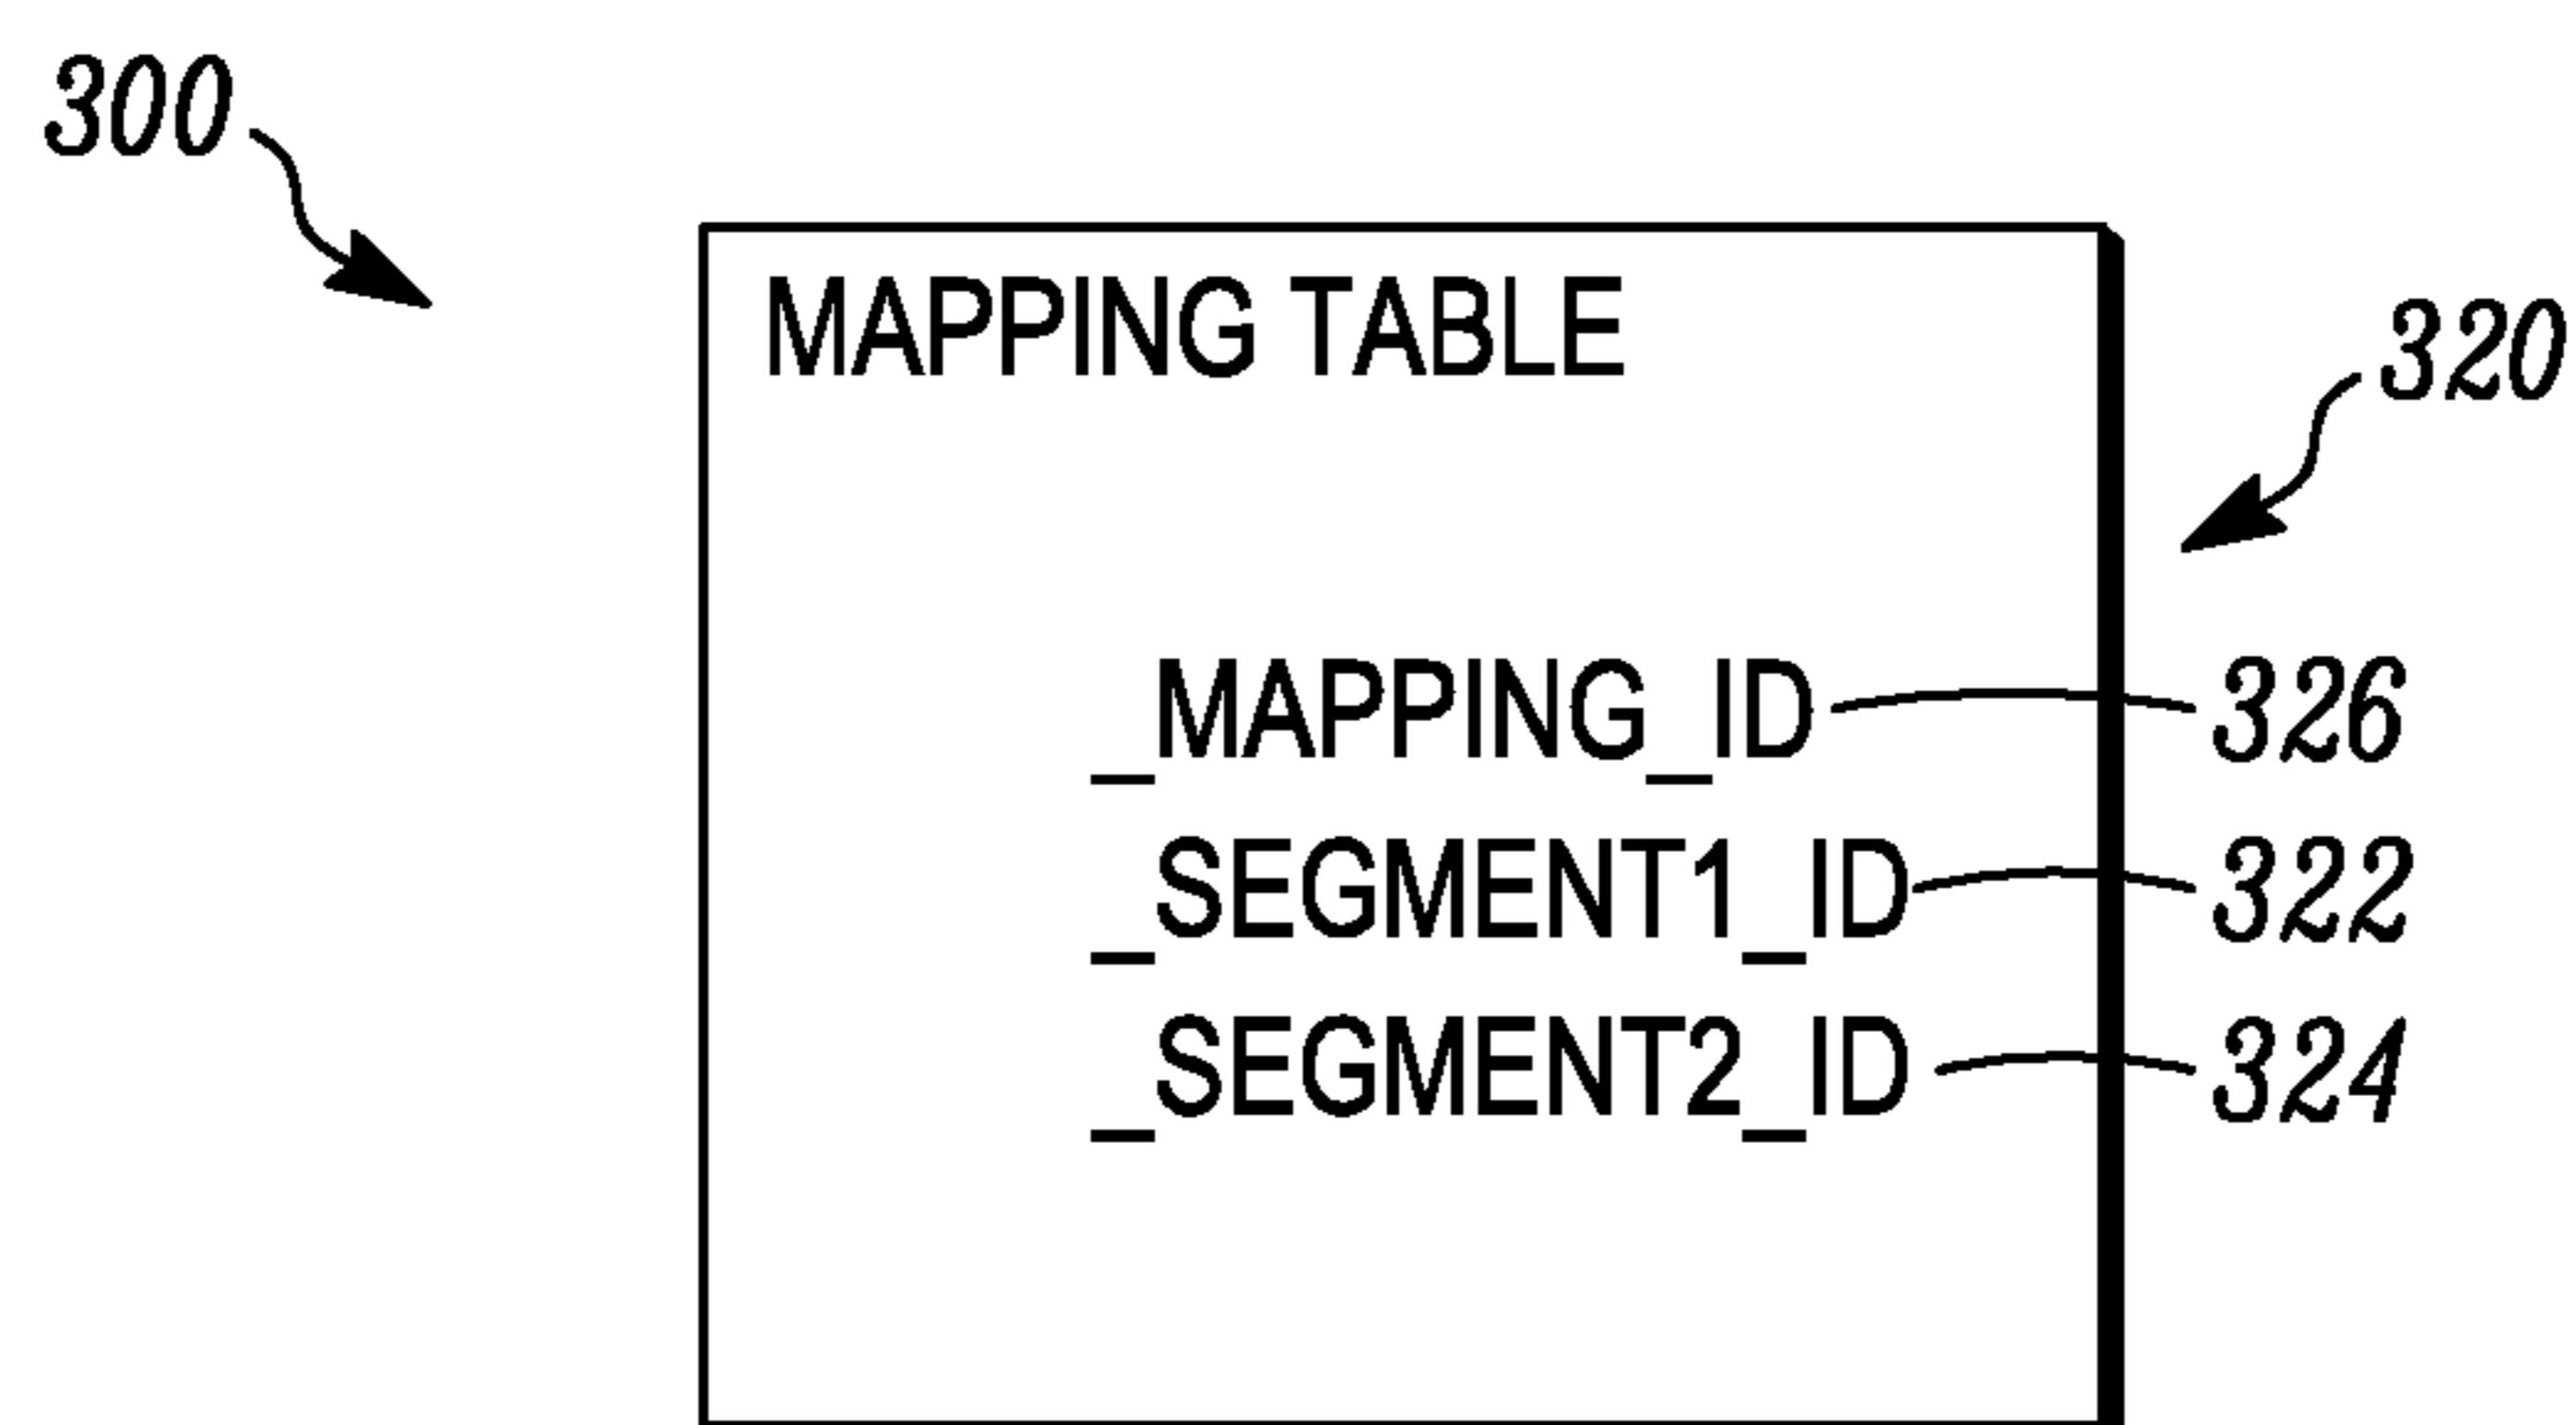 300
MAPPING TABLE
320
_MAPPING_ID 326
_SEGMENT1_ID 322
_SEGMENT2_ID 324